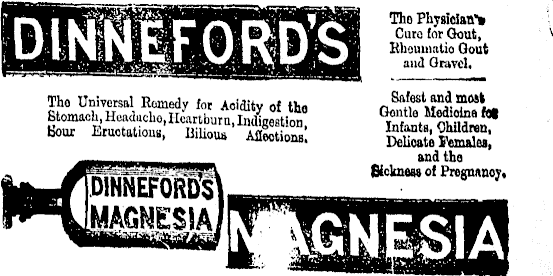 DINNEFORD'S
The Physician's
Cure for Gout,
Rheumatic Gout
and Gravel.
The Universal Remedy for Acidity of the
Stomach, Headache, Heartburn, Indigestion,
Sour Eructations, Bilious Affections.
Safest and most
Gentle Medicine for
Infants, Children,
Delicate Females,
and the
Sickness of Pregnancy.
DINNEFORD'S
MAGNESIA
MAGNESIA